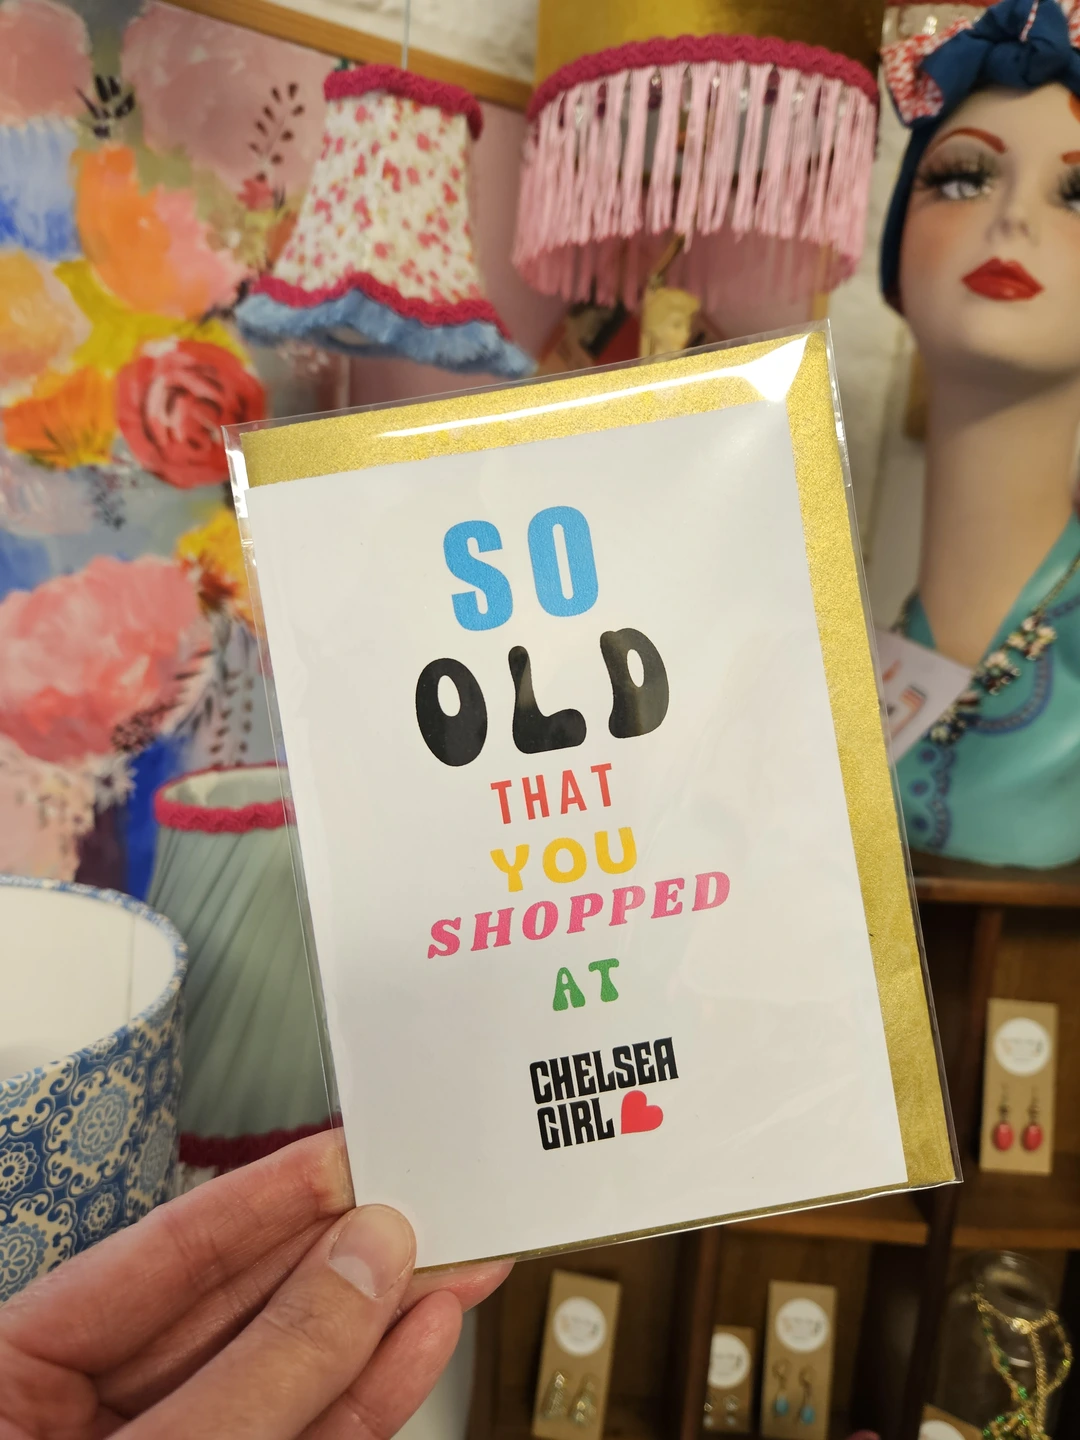 SO
OLD
THAT
YOU
SHOPPED
AT
CHELSEA
GIRL